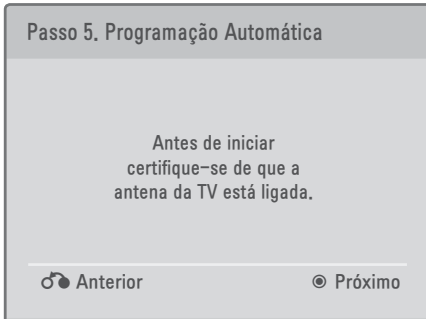 Passo 5. Programação Automática
Antes de iniciar
certifique-se de que a
antena da TV está ligada.
Anterior
Próximo